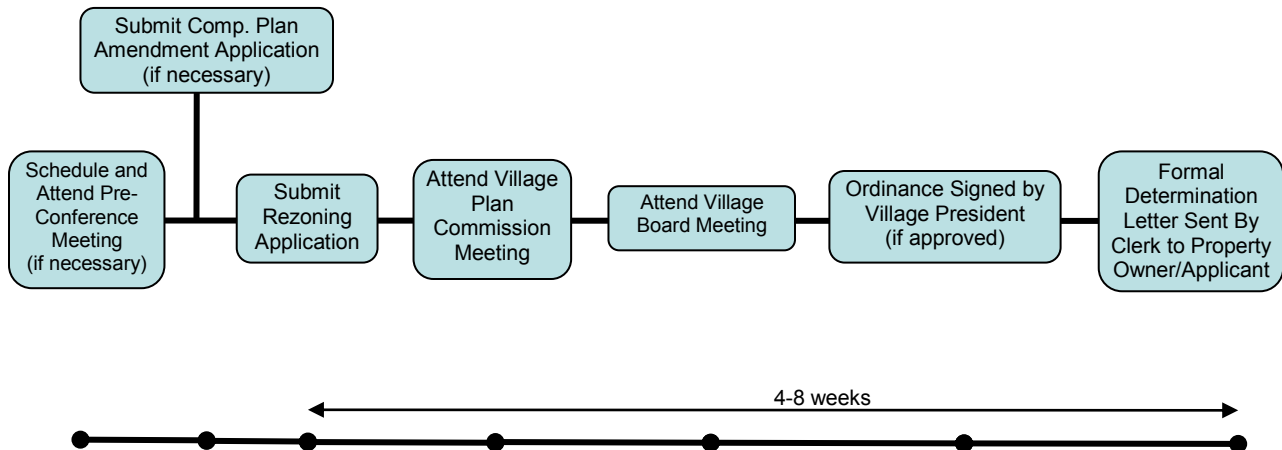 Submit Comp. Plan
Amendment Application
(if necessary)
Schedule and
Attend Pre-
Conference
Meeting
(if necessary)
Submit
Rezoning
Application
Attend Village
Plan
Commission
Meeting
Attend Village
Board Meeting
Ordinance Signed by
Village President
(if approved)
Formal
Determination
Letter Sent By
Clerk to Property
Owner/Applicant
4-8 weeks